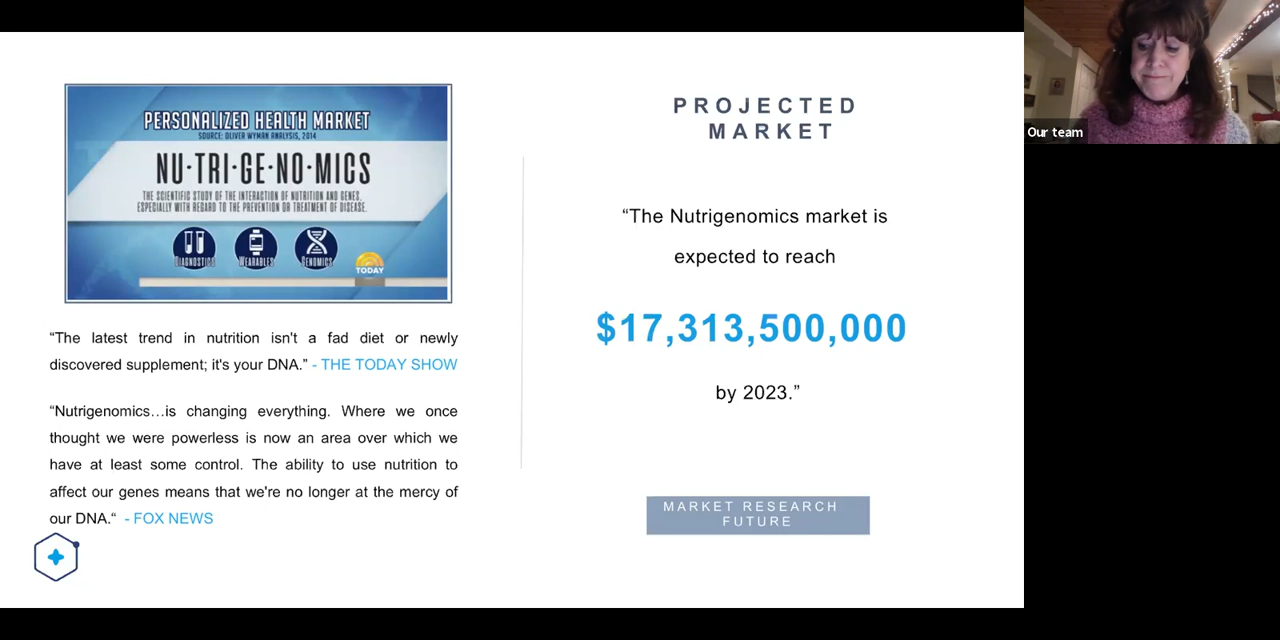 PERSONALIZED HEALTH MARKET
SOURCE: OLIVER WYMAN ANALYSIS, 2014
NU·TRI·GE·NO·MICS
THE SCIENTIFIC STUDY OF THE INTERACTION OF NUTRITION AND GENES,
ESPECIALLY WITH REGARD TO THE PREVENTION OR TREATMENT OF DISEASE.
DIAGNOSTICS WEARABLES GENOMICS
TODAY
“The latest trend in nutrition isn't a fad diet or newly
discovered supplement; it's your DNA.” - THE TODAY SHOW
“Nutrigenomics…is changing everything. Where we once
thought we were powerless is now an area over which we
have at least some control. The ability to use nutrition to
affect our genes means that we're no longer at the mercy of
our DNA.“ - FOX NEWS
PROJECTED
MARKET
“The Nutrigenomics market is
expected to reach
$17,313,500,000
by 2023.”
MARKET RESEARCH
FUTURE
Our team